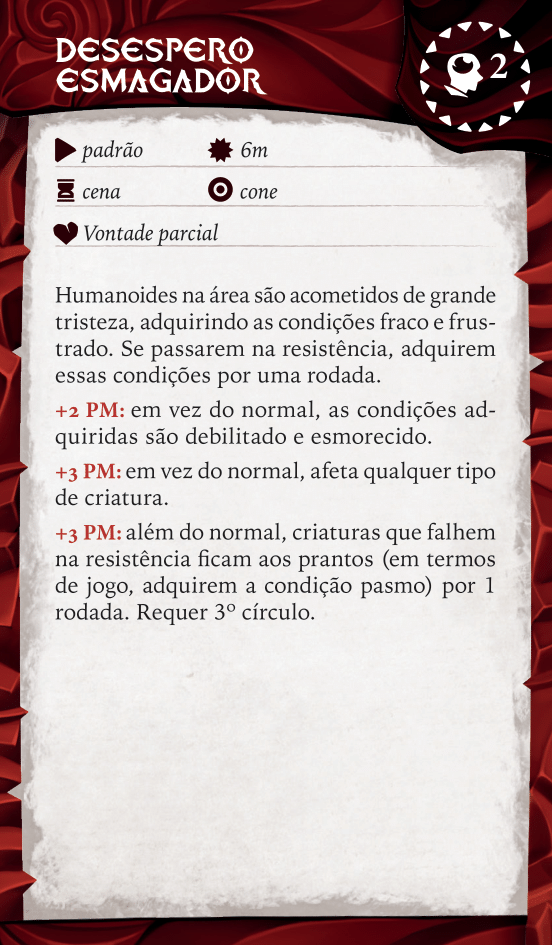 DESESPERO
ESMAGADOR
2
padrão 6m
cena cone
Vontade parcial
Humanoides na área são acometidos de grande
tristeza, adquirindo as condições fraco e frus-
trado. Se passarem na resistência, adquirem
essas condições por uma rodada.
+2 PM: em vez do normal, as condições ad-
quiridas são debilitado e esmorecido.
+3 PM: em vez do normal, afeta qualquer tipo
de criatura.
+3 PM: além do normal, criaturas que falhem
na resistência ficam aos prantos (em termos
de jogo, adquirem a condição pasmo) por 1
rodada. Requer 3º círculo.